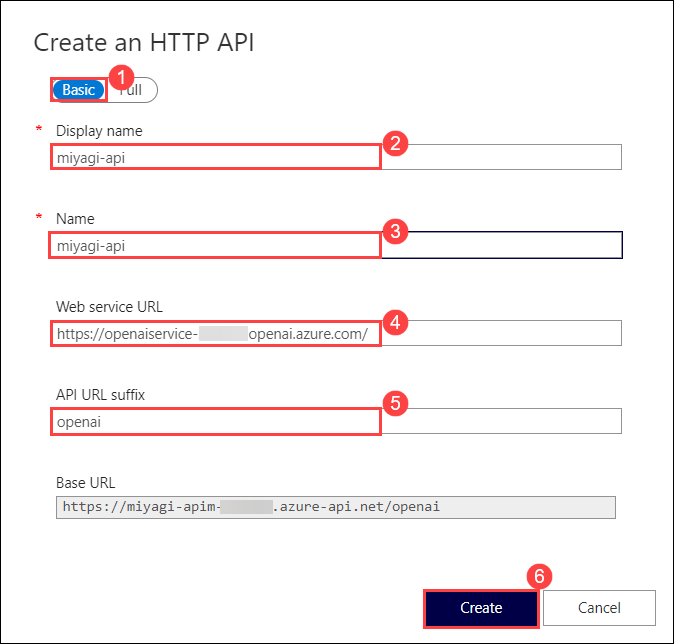 Create an HTTP API
1
Basic
Full
* Display name
2
miyagi-api
* Name
3
miyagi-api
Web service URL
4
https://openaiservice- openai.azure.com/
API URL suffix
5
openai
Base URL
https://miyagi-apim- .azure-api.net/openai
6
Create Cancel